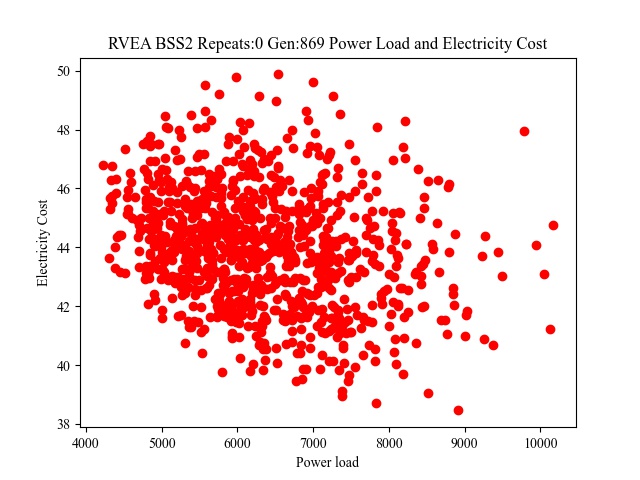 RVEA BSS2 Repeats:0 Gen:869 Power Load and Electricity Cost
50
48
46
44
42
40
38
Electricity Cost
4000 5000 6000 7000 8000 9000 10000
Power load